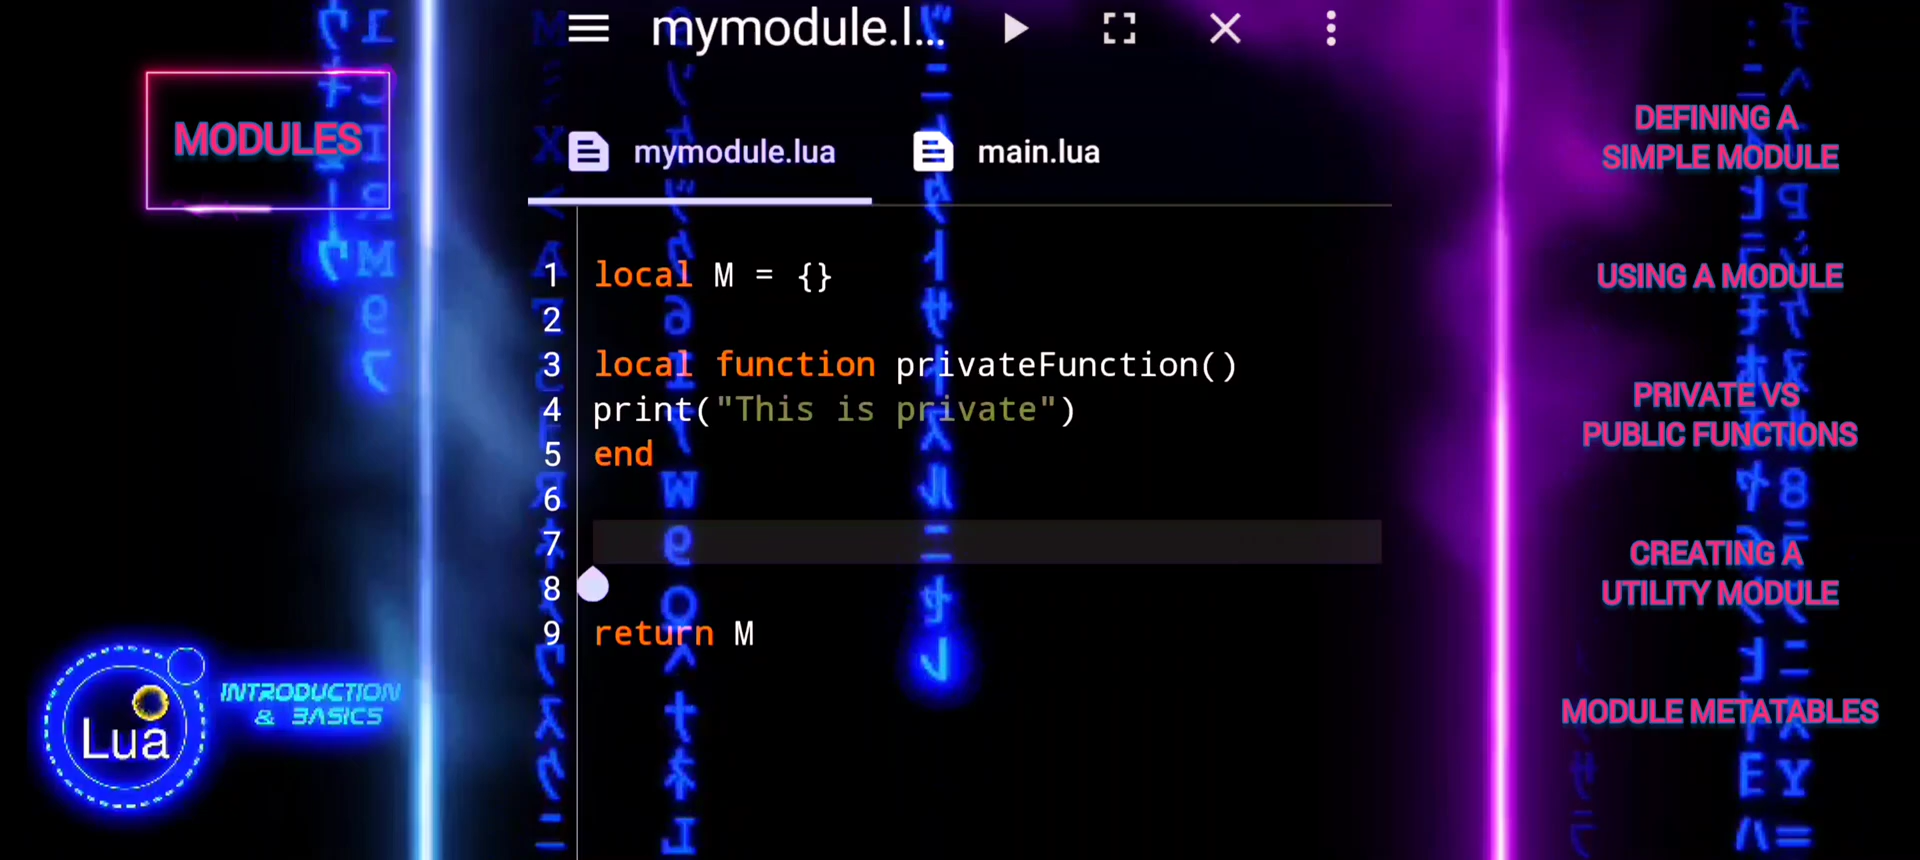 MODULES
mymodule.l...
mymodule.lua
main.lua
1 local M = {}
2
3 local function privateFunction()
4 print("This is private")
5 end
6
7
8
9 return M
Lua
INTRODUCTION
& BASICS
DEFINING A
SIMPLE MODULE
USING A MODULE
PRIVATE VS
PUBLIC FUNCTIONS
CREATING A
UTILITY MODULE
MODULE METATABLES